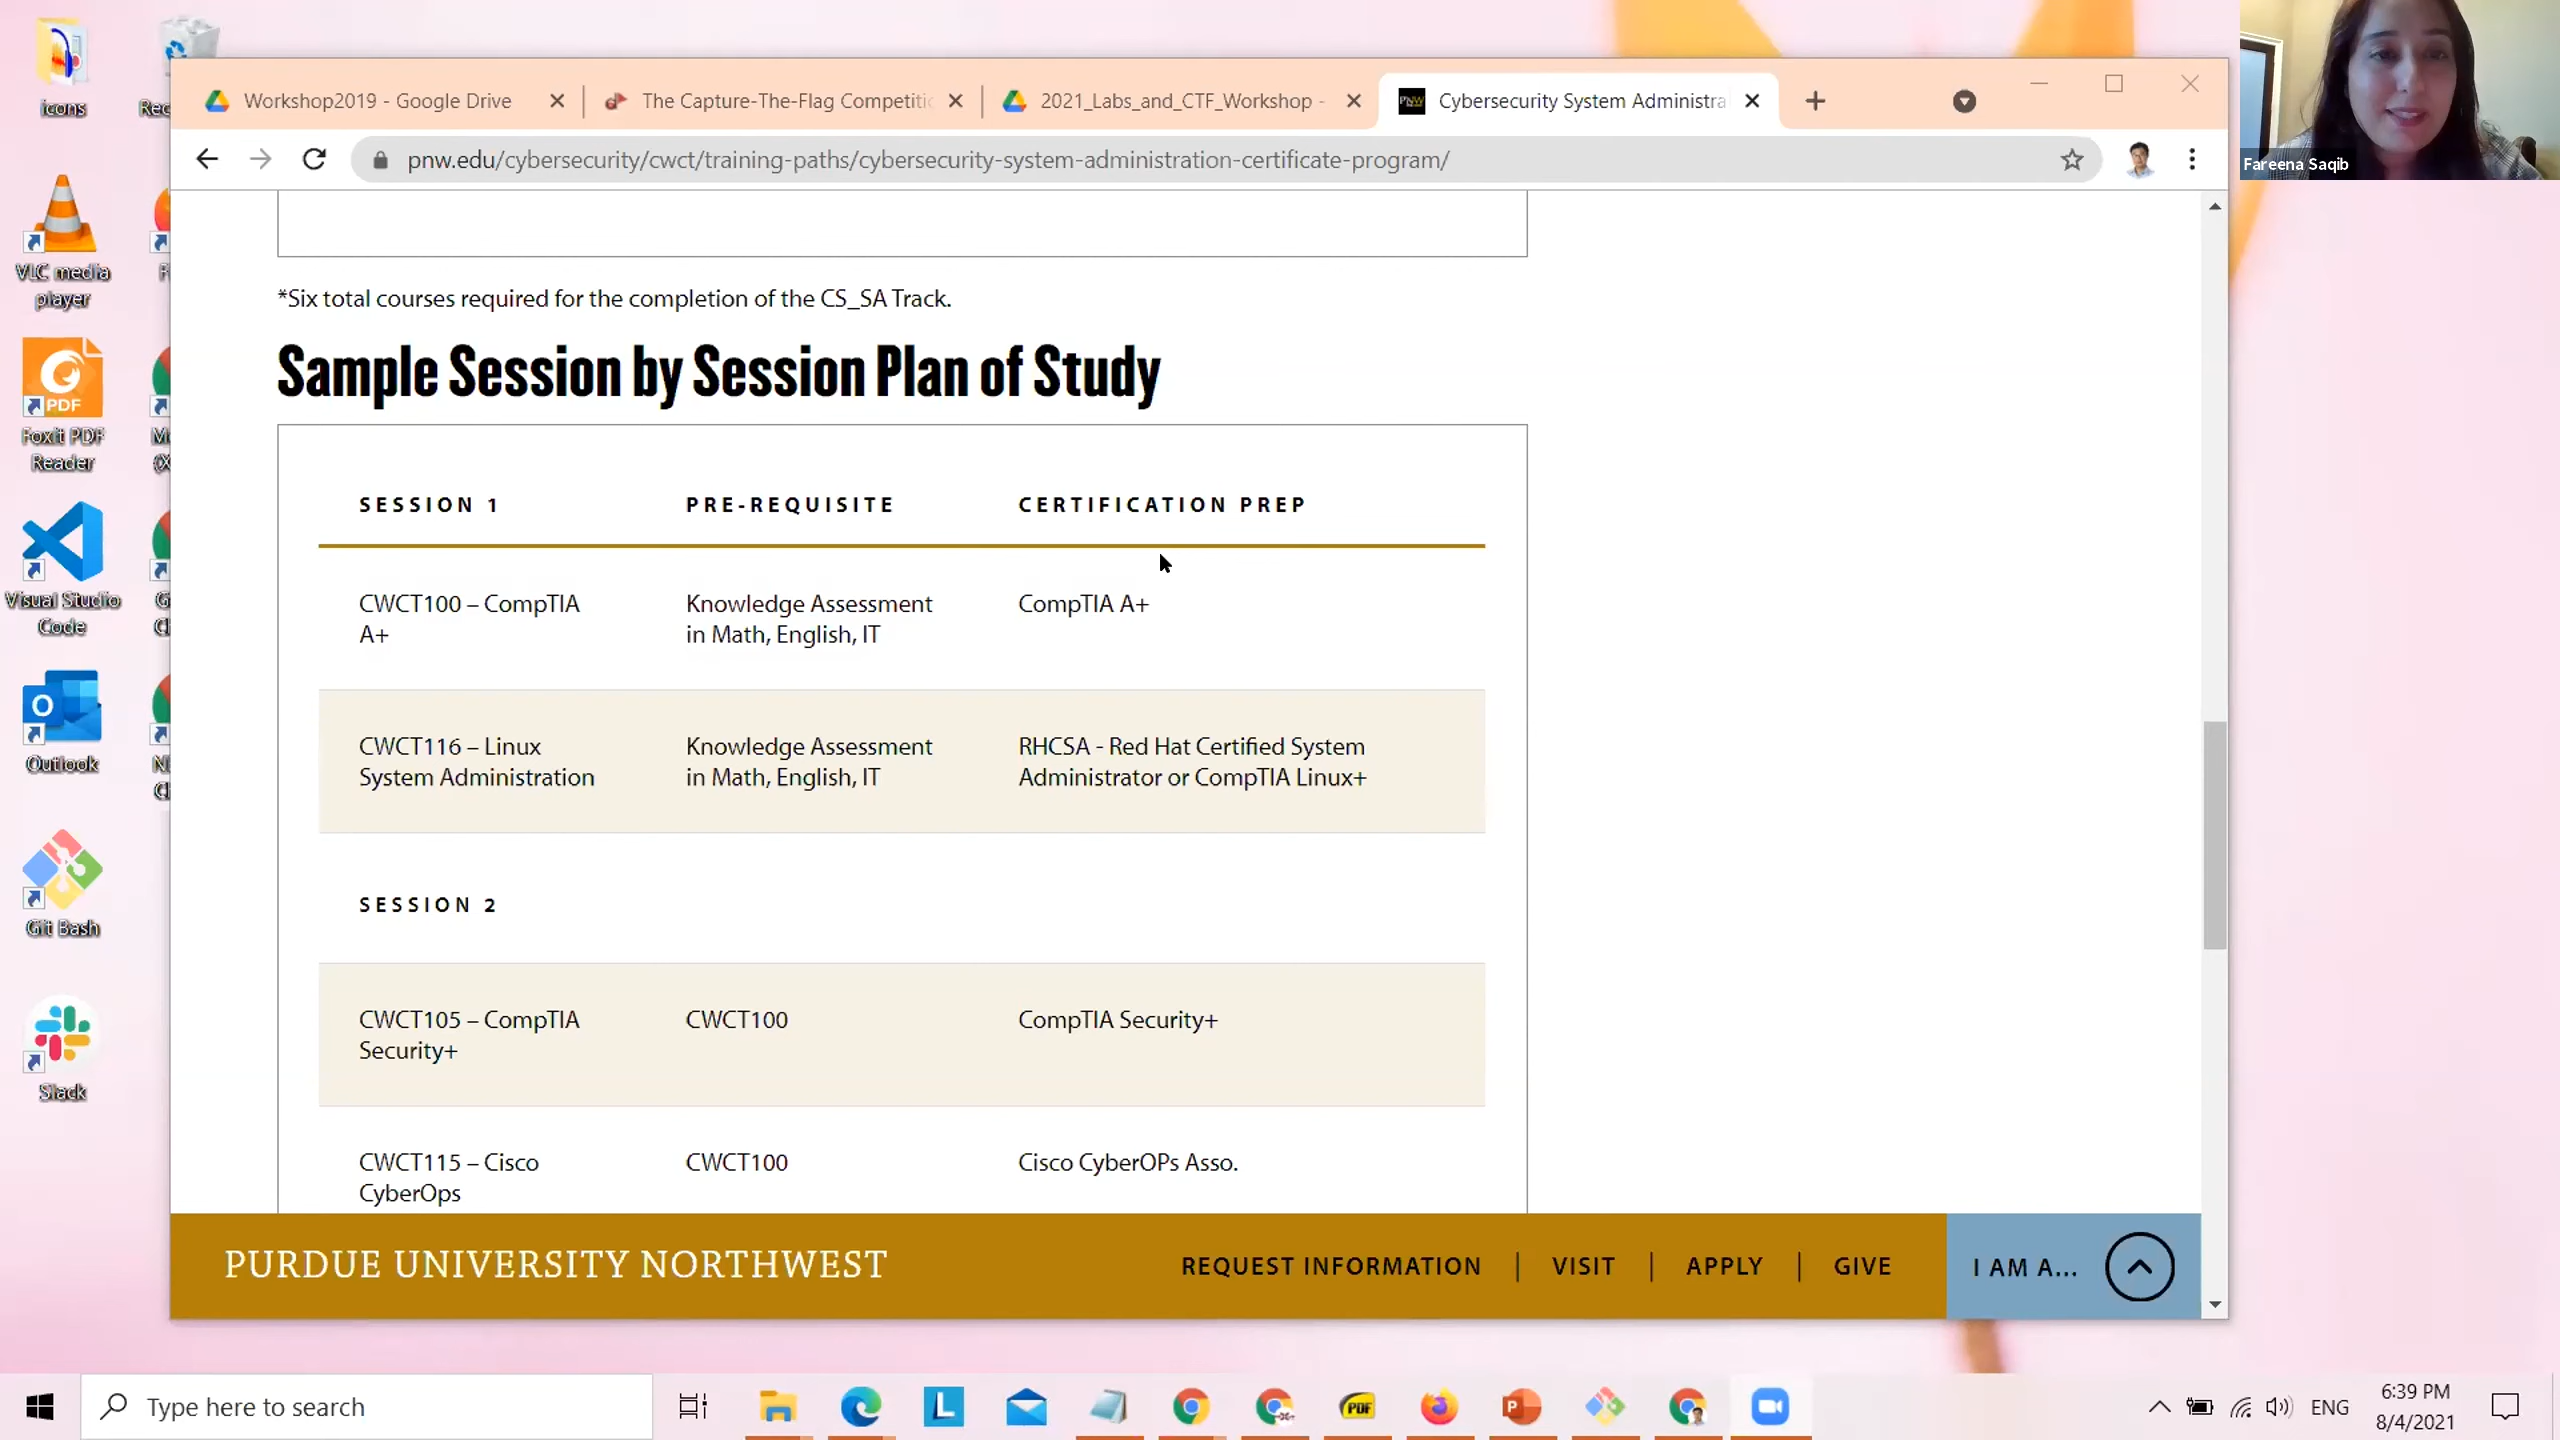 icons
Rec
VLC media
player
Foxit PDF
Reader
Visual Studio
Code
Outlook
Git Bash
Slack
Workshop2019 - Google Drive
The Capture-The-Flag Competitic
2021_Labs_and_CTF_Workshop -
Cybersecurity System Administra
pnw.edu/cybersecurity/cwct/training-paths/cybersecurity-system-administration-certificate-program/
Fareena Saqib
*Six total courses required for the completion of the CS_SA Track.
Sample Session by Session Plan of Study
SESSION 1 PRE-REQUISITE CERTIFICATION PREP
CWCT100 – CompTIA Knowledge Assessment CompTIA A+
A+ in Math, English, IT
CWCT116 – Linux Knowledge Assessment RHCSA - Red Hat Certified System
System Administration in Math, English, IT Administrator or CompTIA Linux+
SESSION 2
CWCT105 – CompTIA CWCT100 CompTIA Security+
Security+
CWCT115 – Cisco CWCT100 Cisco CyberOPs Asso.
CyberOps
PURDUE UNIVERSITY NORTHWEST
REQUEST INFORMATION | VISIT | APPLY | GIVE
I AM A...
Type here to search
ENG
6:39 PM
8/4/2021